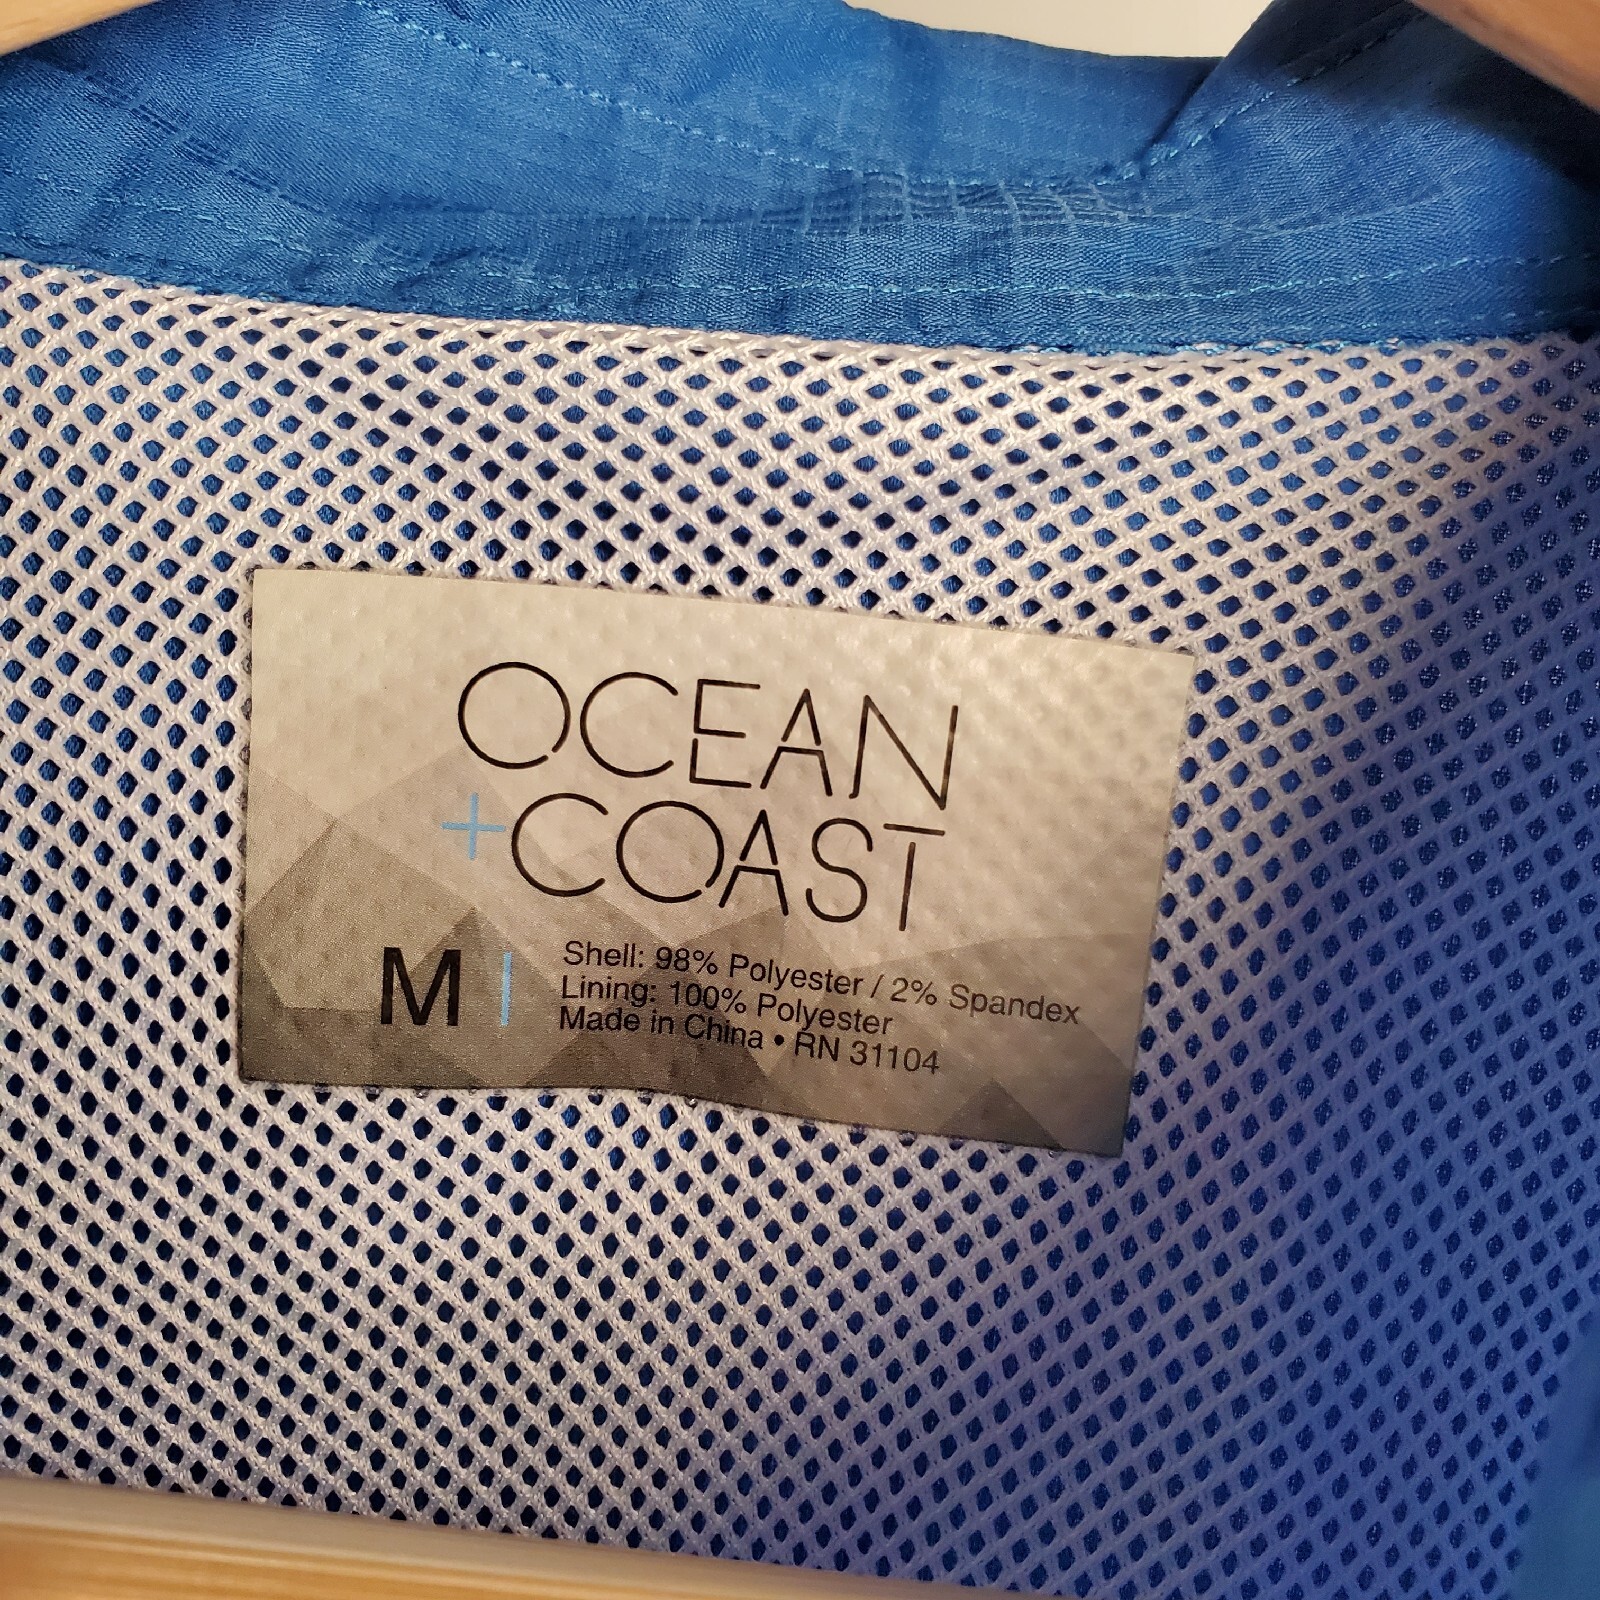 OCEAN
+COAST
M | Shell: 98% Polyester / 2% Spandex
Lining: 100% Polyester
Made in China • RN 31104